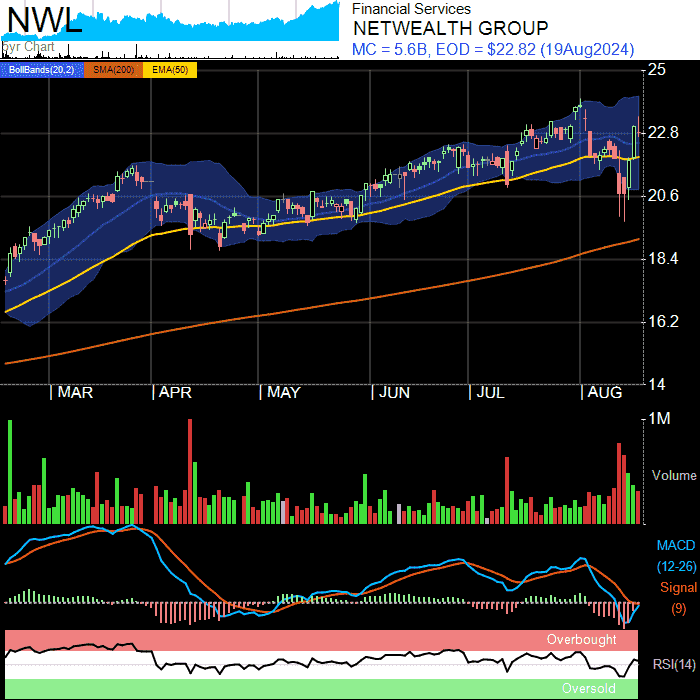 NWL
Financial Services
NETWEALTH GROUP
5yr Chart
MC = 5.6B, EOD = $22.82 (19Aug2024)
BollBands(20,2) SMA(200) EMA(50)
25
22.8
20.6
18.4
16.2
14
MAR APR MAY JUN JUL AUG
1M
Volume
MACD
(12-26)
Signal
(9)
Overbought
RSI(14)
Oversold